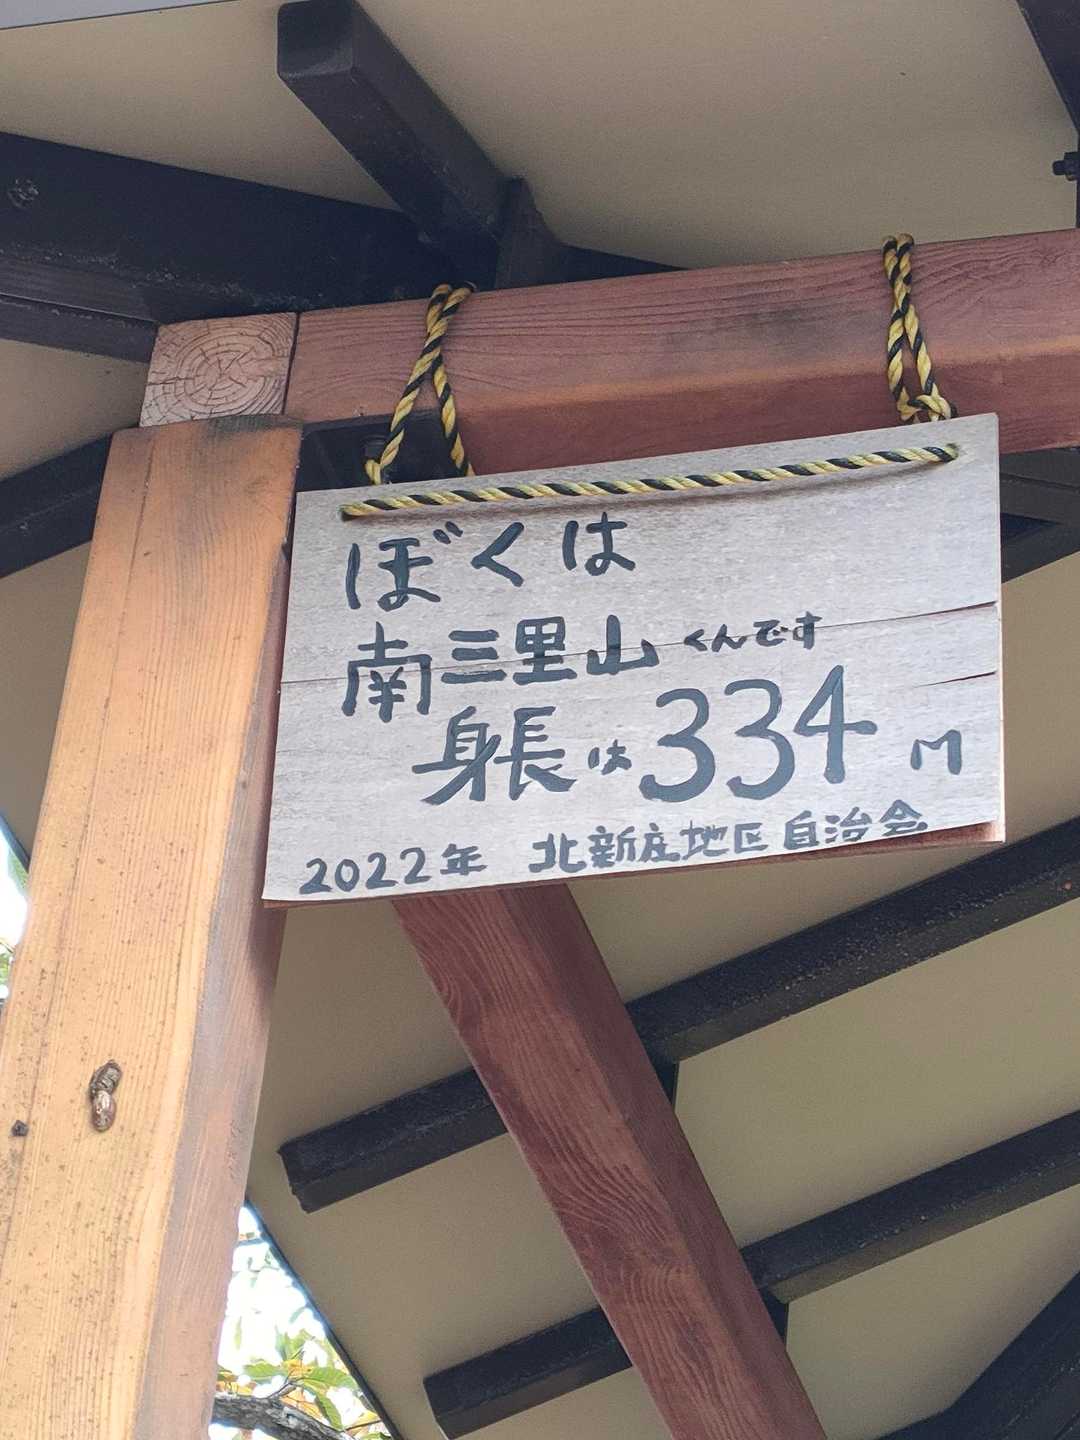 ぼくは
南三里山くんです
身長は334M
2022年 北新庄地区自治会